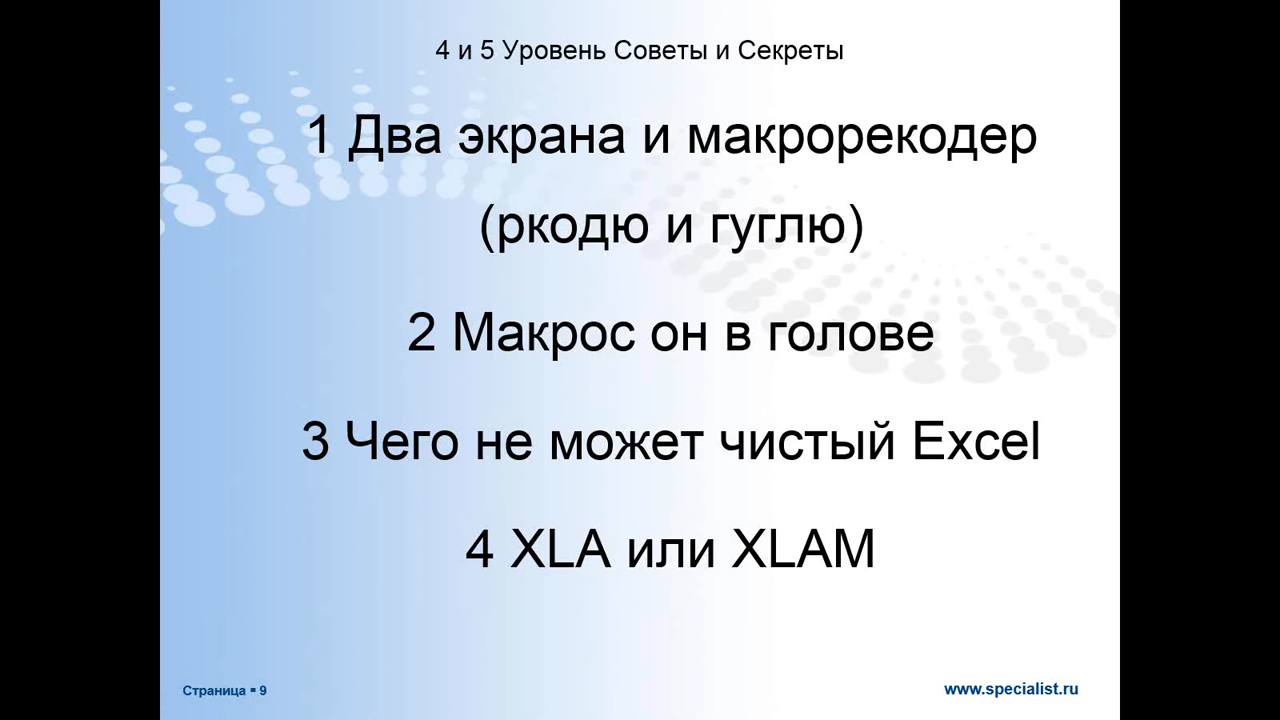 4 и 5 Уровень Советы и Секреты
1 Два экрана и макрорекодер
(ркодю и гуглю)
2 Макрос он в голове
3 Чего не может чистый Excel
4 XLA или XLAM
Страница ▪ 9
www.specialist.ru